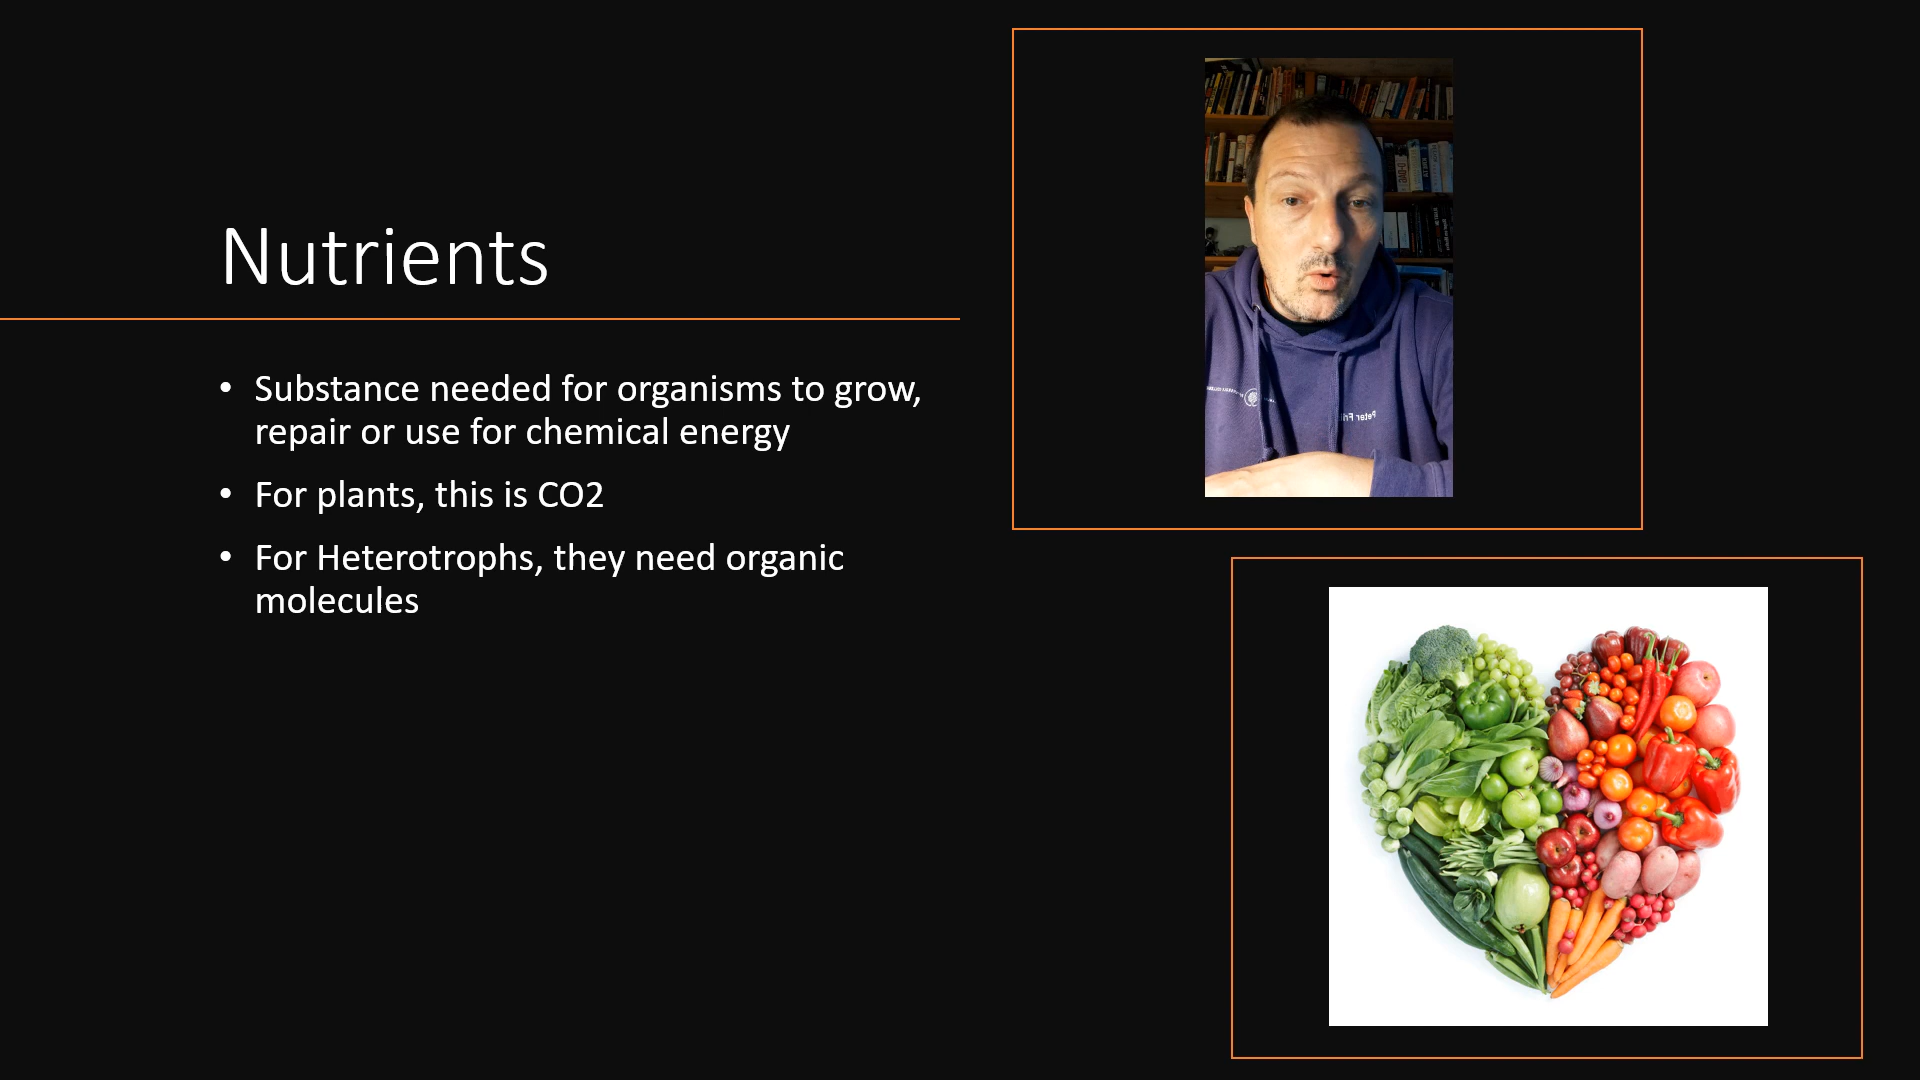 Nutrients
• Substance needed for organisms to grow,
repair or use for chemical energy
• For plants, this is CO2
• For Heterotrophs, they need organic
molecules
Peter